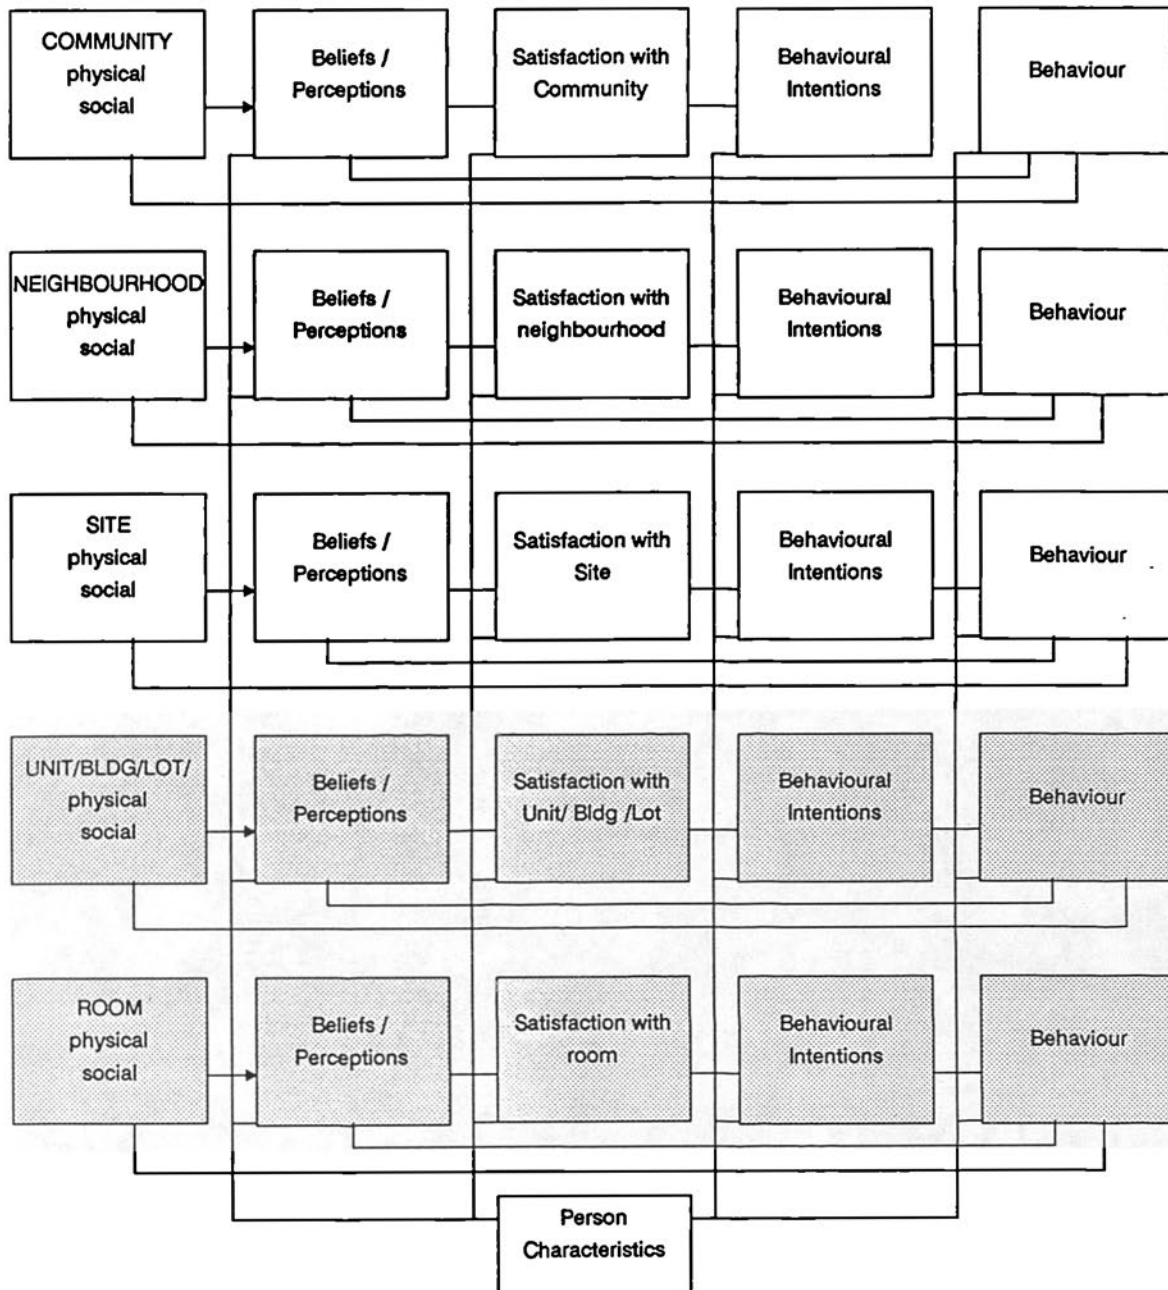 COMMUNITY
physical
social
Beliefs /
Perceptions
Satisfaction with
Community
Behavioural
Intentions
Behaviour
NEIGHBOURHOOD
physical
social
Beliefs /
Perceptions
Satisfaction with
neighbourhood
Behavioural
Intentions
Behaviour
SITE
physical
social
Beliefs /
Perceptions
Satisfaction with
Site
Behavioural
Intentions
Behaviour
UNIT/BLDG/LOT/
physical
social
Beliefs /
Perceptions
Satisfaction with
Unit/ Bldg /Lot
Behavioural
Intentions
Behaviour
ROOM
physical
social
Beliefs /
Perceptions
Satisfaction with
room
Behavioural
Intentions
Behaviour
Person
Characteristics